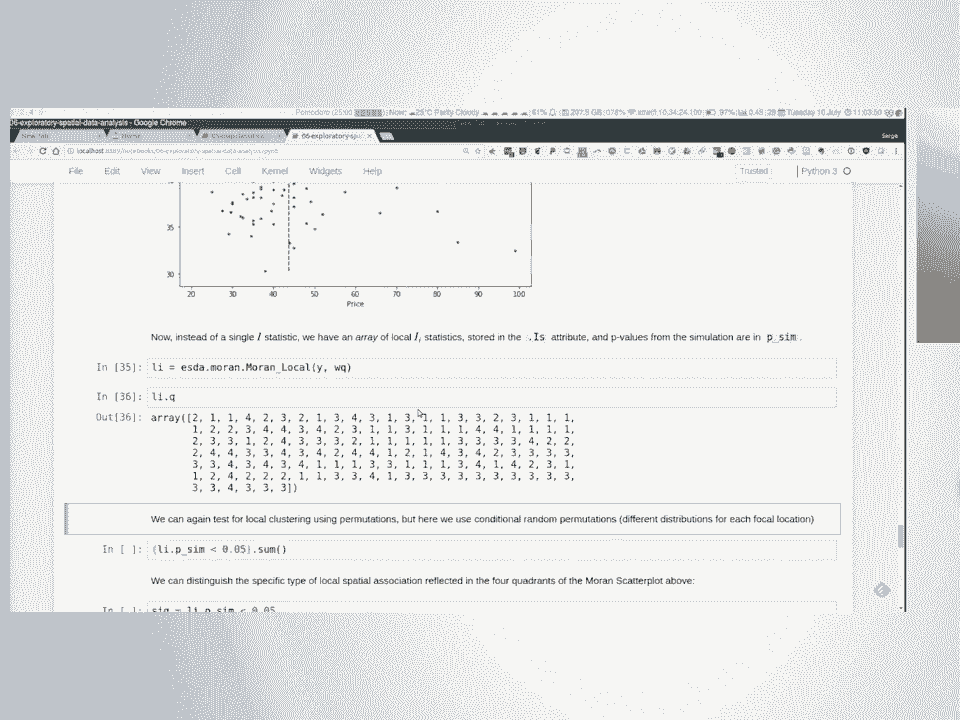 06-exploratory-spatial-data-analysis - Google Chrome
Serge
File Edit View Insert Cell Kernel Widgets Help
Trusted
Python 3
35
30
20 30 40 50 60 70 80 90 100
Price
Now, instead of a single I statistic, we have an array of local Ii statistics, stored in the .Is attribute, and p-values from the simulation are in p_sim .
In [35]: li = esda.moran.Moran_Local(y, wq)
In [36]: li.q
Out[36]: array([2, 1, 1, 4, 2, 3, 2, 1, 3, 4, 3, 1, 3, 1, 1, 3, 3, 2, 3, 1, 1, 1,
1, 2, 2, 3, 4, 4, 3, 4, 2, 3, 1, 1, 3, 1, 1, 1, 4, 4, 1, 1, 1, 1,
2, 3, 3, 1, 2, 4, 3, 3, 3, 2, 1, 1, 1, 1, 1, 3, 3, 3, 3, 4, 2, 2,
2, 4, 4, 3, 3, 4, 3, 4, 2, 4, 4, 1, 2, 1, 4, 3, 4, 2, 3, 3, 3, 3,
3, 3, 4, 3, 4, 3, 4, 1, 1, 1, 3, 3, 1, 1, 1, 3, 4, 1, 4, 2, 3, 1,
1, 2, 4, 2, 2, 2, 1, 1, 3, 3, 4, 1, 3, 3, 3, 3, 3, 3, 3, 3, 3, 3,
3, 3, 4, 3, 3, 3])
We can again test for local clustering using permutations, but here we use conditional random permutations (different distributions for each focal location)
In [ ]: (li.p_sim < 0.05).sum()
We can distinguish the specific type of local spatial association reflected in the four quadrants of the Moran Scatterplot above:
In [ ]: sig = li.p_sim < 0.05